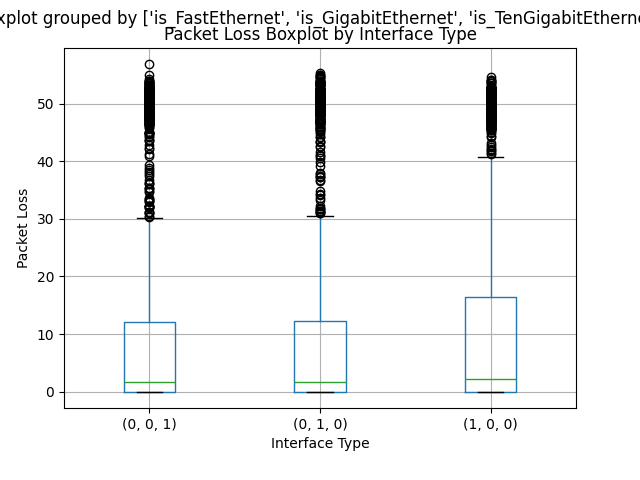 xplot grouped by ['is_FastEthernet', 'is_GigabitEthernet', 'is_TenGigabitEtherne
Packet Loss Boxplot by Interface Type
50
40
30
20
10
0
Packet Loss
(0, 0, 1) (0, 1, 0) (1, 0, 0)
Interface Type